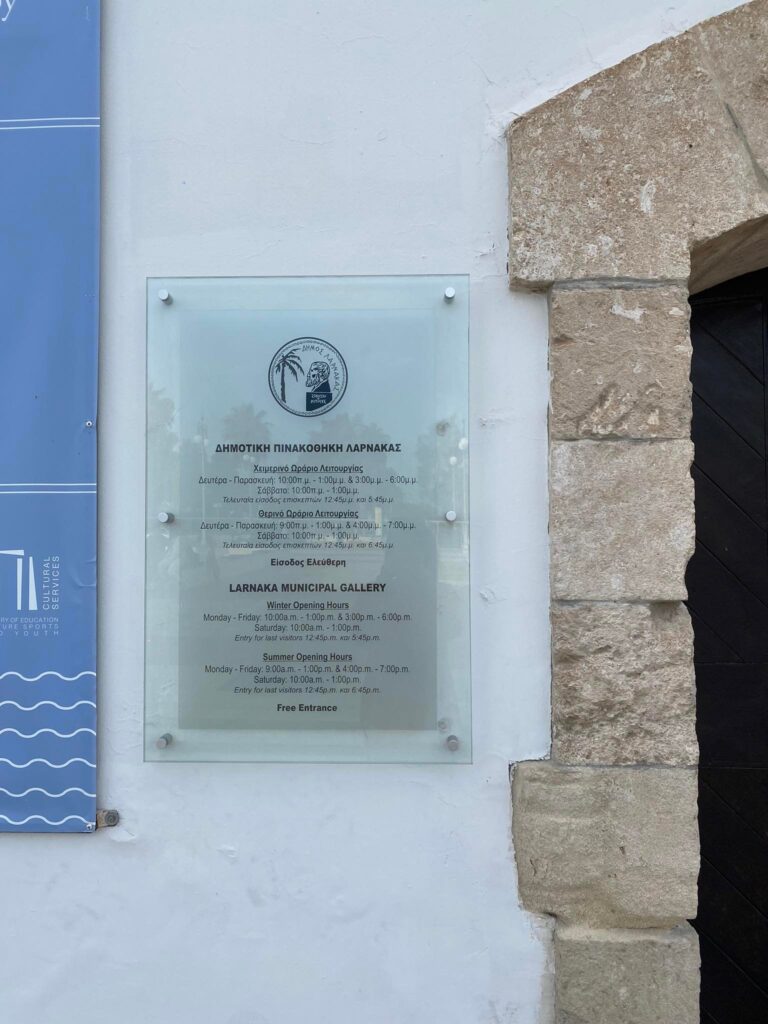 CULTURAL
SERVICES
RY OF EDUCATION
URE SPORTS
D YOUTH
ΔΗΜΟΣ ΛΑΡΝΑΚΑΣ
ΔΗΜΟΤΙΚΗ ΠΙΝΑΚΟΘΗΚΗ ΛΑΡΝΑΚΑΣ
Χειμερινό Ωράριο Λειτουργίας
Δευτέρα - Παρασκευή: 10:00π.μ. - 1:00μ.μ. & 3:00μ.μ. - 6:00μ.μ.
Σάββατο: 10:00π.μ. - 1:00μ.μ.
Τελευταία είσοδος επισκεπτών 12:45μ.μ. και 5:45μ.μ.
Θερινό Ωράριο Λειτουργίας
Δευτέρα - Παρασκευή: 9:00π.μ. - 1:00μ.μ. & 4:00μ.μ. - 7:00μ.μ.
Σάββατο: 10:00π.μ. - 1:00μ.μ.
Τελευταία είσοδος επισκεπτών 12:45μ.μ. και 6:45μ.μ.
Είσοδος Ελεύθερη
LARNAKA MUNICIPAL GALLERY
Winter Opening Hours
Monday - Friday: 10:00a.m. - 1:00p.m. & 3:00p.m. - 6:00p.m.
Saturday: 10:00a.m. - 1:00p.m.
Entry for last visitors 12:45p.m. και 5:45p.m.
Summer Opening Hours
Monday - Friday: 9:00a.m. - 1:00p.m. & 4:00p.m. - 7:00p.m.
Saturday: 10:00a.m. - 1:00p.m.
Entry for last visitors 12:45p.m. και 6:45p.m.
Free Entrance